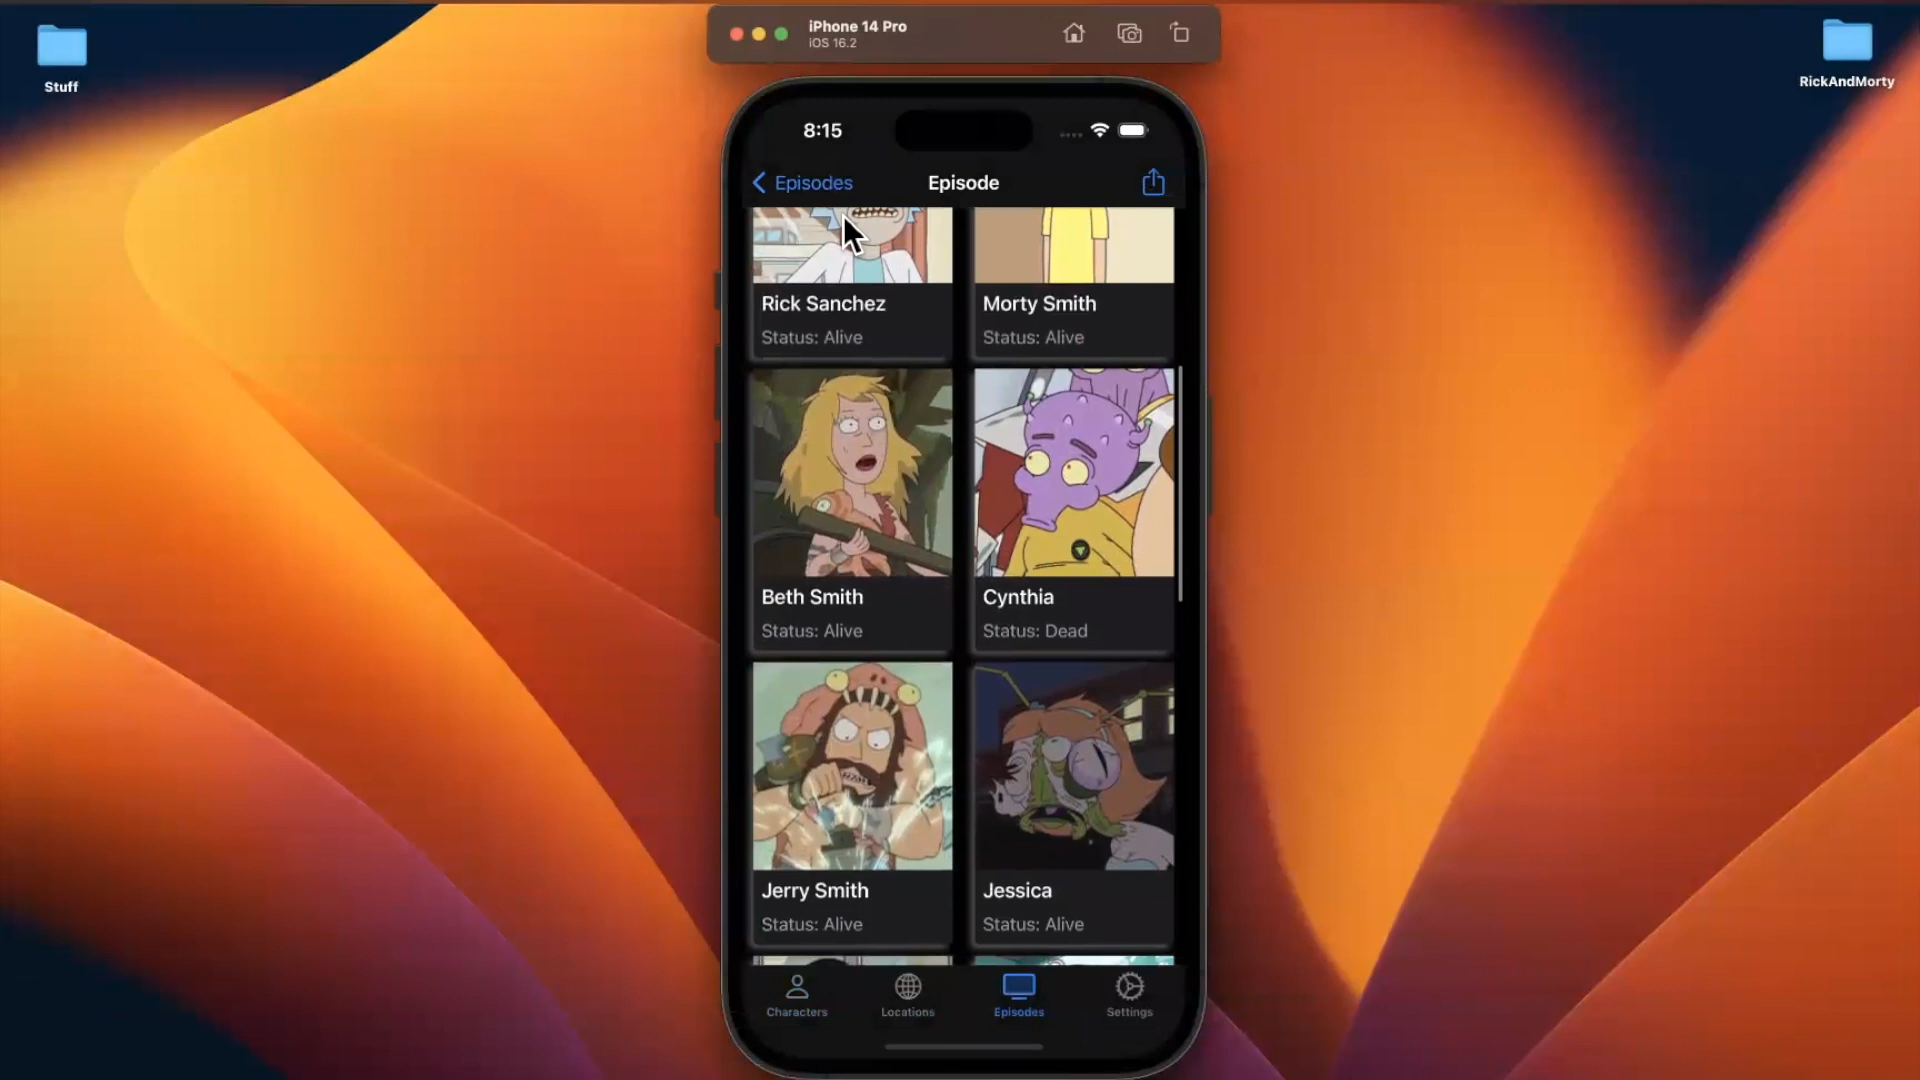 iPhone 14 Pro
iOS 16.2
Stuff
RickAndMorty
8:15
Episodes
Episode
Rick Sanchez
Status: Alive
Morty Smith
Status: Alive
Beth Smith
Status: Alive
Cynthia
Status: Dead
Jerry Smith
Status: Alive
Jessica
Status: Alive
Characters
Locations
Episodes
Settings